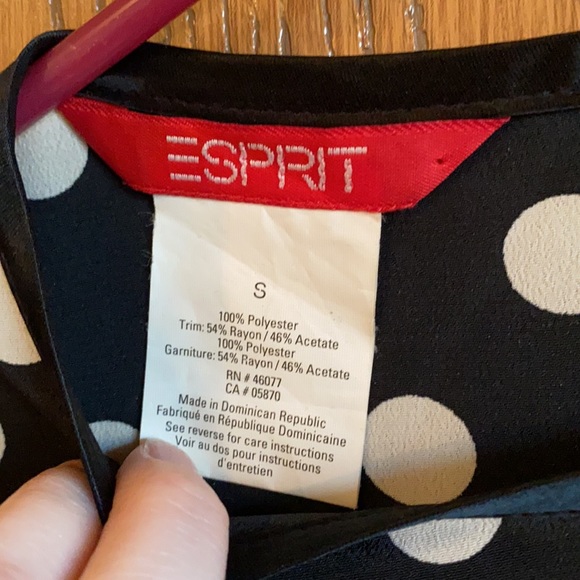 ESPRIT
S
100% Polyester
Trim: 54% Rayon / 46% Acetate
100% Polyester
Garniture: 54% Rayon / 46% Acetate
RN # 46077
CA # 05870
Made in Dominican Republic
Fabriqué en République Dominicaine
See reverse for care instructions
Voir au dos pour instructions
d'entretien